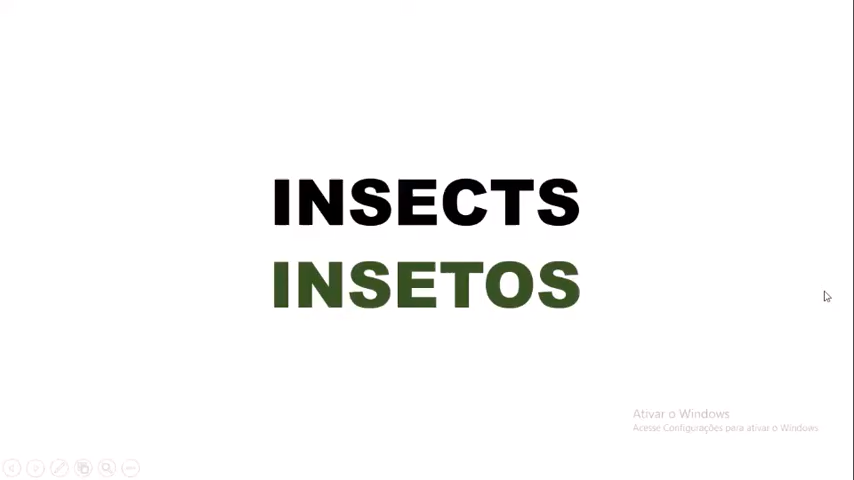 INSECTS
INSETOS
Ativar o Windows
Acesse Configurações para ativar o Windows